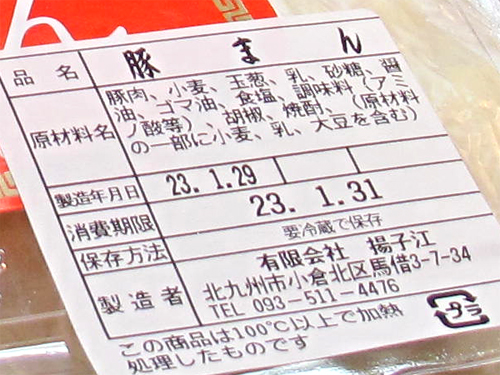 ん
品名 豚まん
原材料名 豚肉、小麦、玉葱、乳、砂糖、醤
油、ゴマ油、食塩、調味料（アミ
ノ酸等）、胡椒、焼酎、（原材料
の一部に小麦、乳、大豆を含む）
製造年月日 23. 1.29
消費期限 23. 1.31
保存方法 要冷蔵で保存
製造者 有限会社 揚子江
北九州市小倉北区馬借3-7-34
TEL 093-511-4476
この商品は100℃以上で加熱
処理したものです
プラ